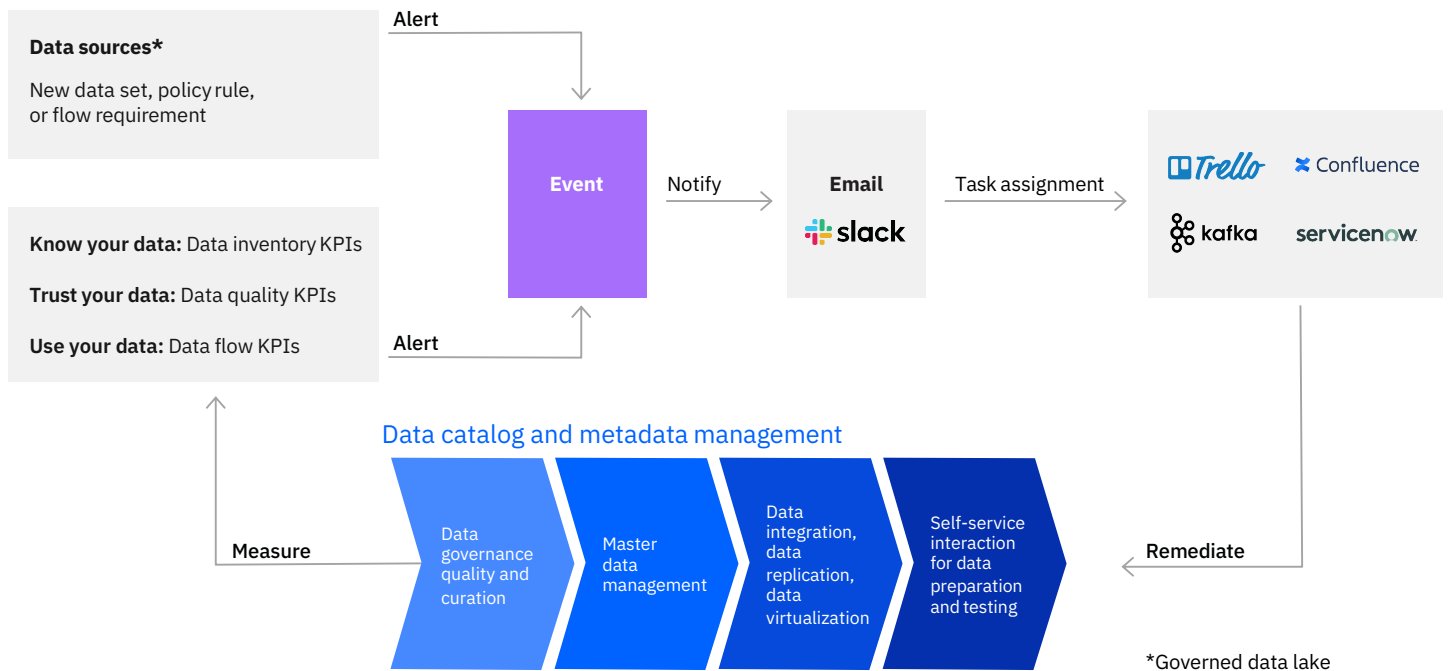 Data sources*
New data set, policy rule,
or flow requirement
Alert
Know your data: Data inventory KPIs
Trust your data: Data quality KPIs
Use your data: Data flow KPIs
Alert
Event
Notify
Email
slack
Task assignment
Trello
Confluence
kafka
servicenow
Data catalog and metadata management
Measure
Data
governance
quality and
curation
Master
data
management
Data
integration,
data
replication,
data
virtualization
Self-service
interaction
for data
preparation
and testing
Remediate
*Governed data lake